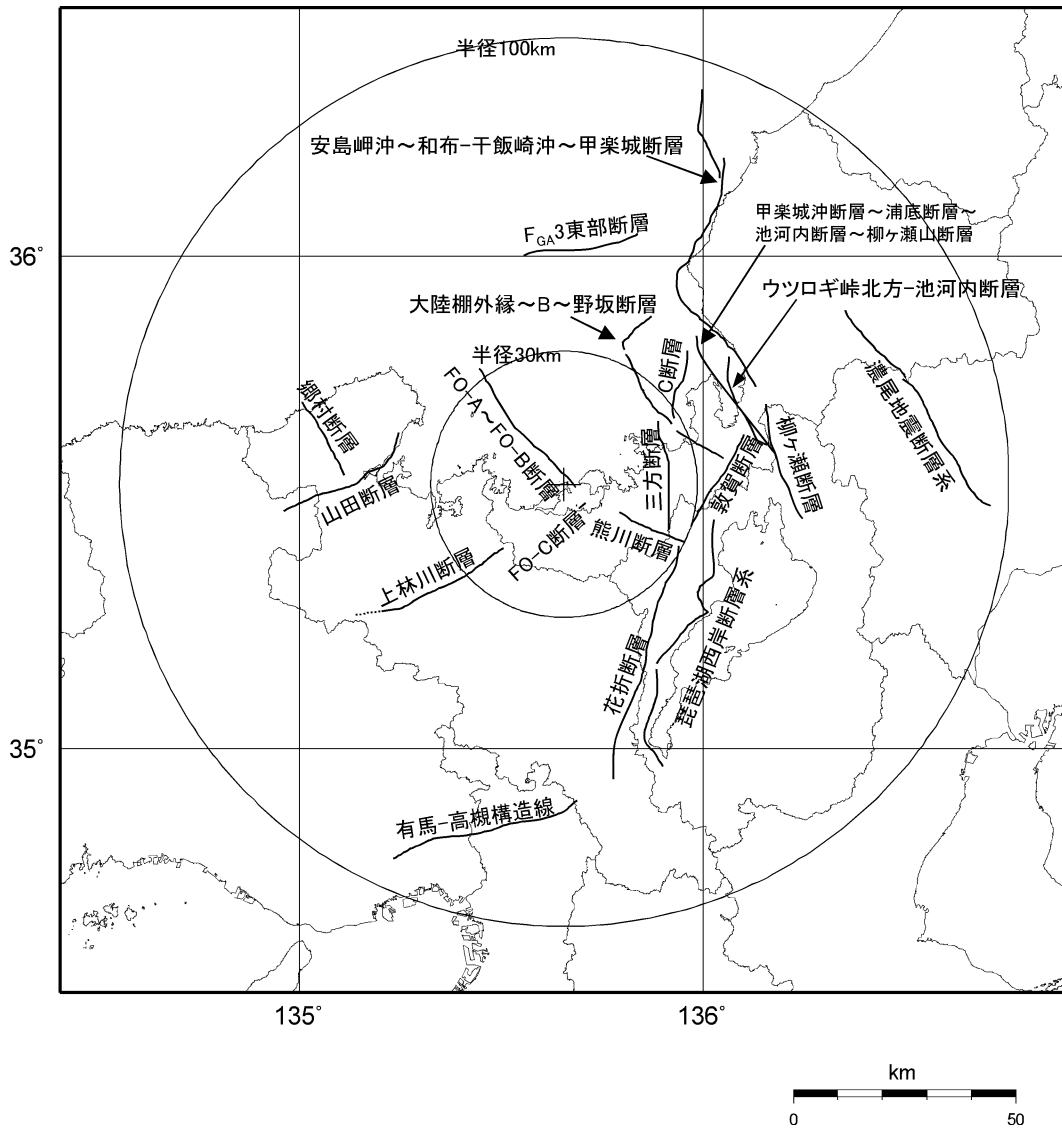 半径100km
安島岬沖～和布−干飯崎沖～甲楽城断層
甲楽城沖断層～浦底断層～
池河内断層～柳ヶ瀬山断層
FGA3東部断層
36°
ウツロギ峠北方−池河内断層
大陸棚外縁～B～野坂断層
半径30km
C断層
FO-A～FO-B断層
郷村断層
濃尾地震断層系
三方断層
敦賀断層
柳ヶ瀬断層
山田断層
FO-C断層
熊川断層
上林川断層
花折断層
琵琶湖西岸断層系
35°
有馬−高槻構造線
135°
136°
km
0
50